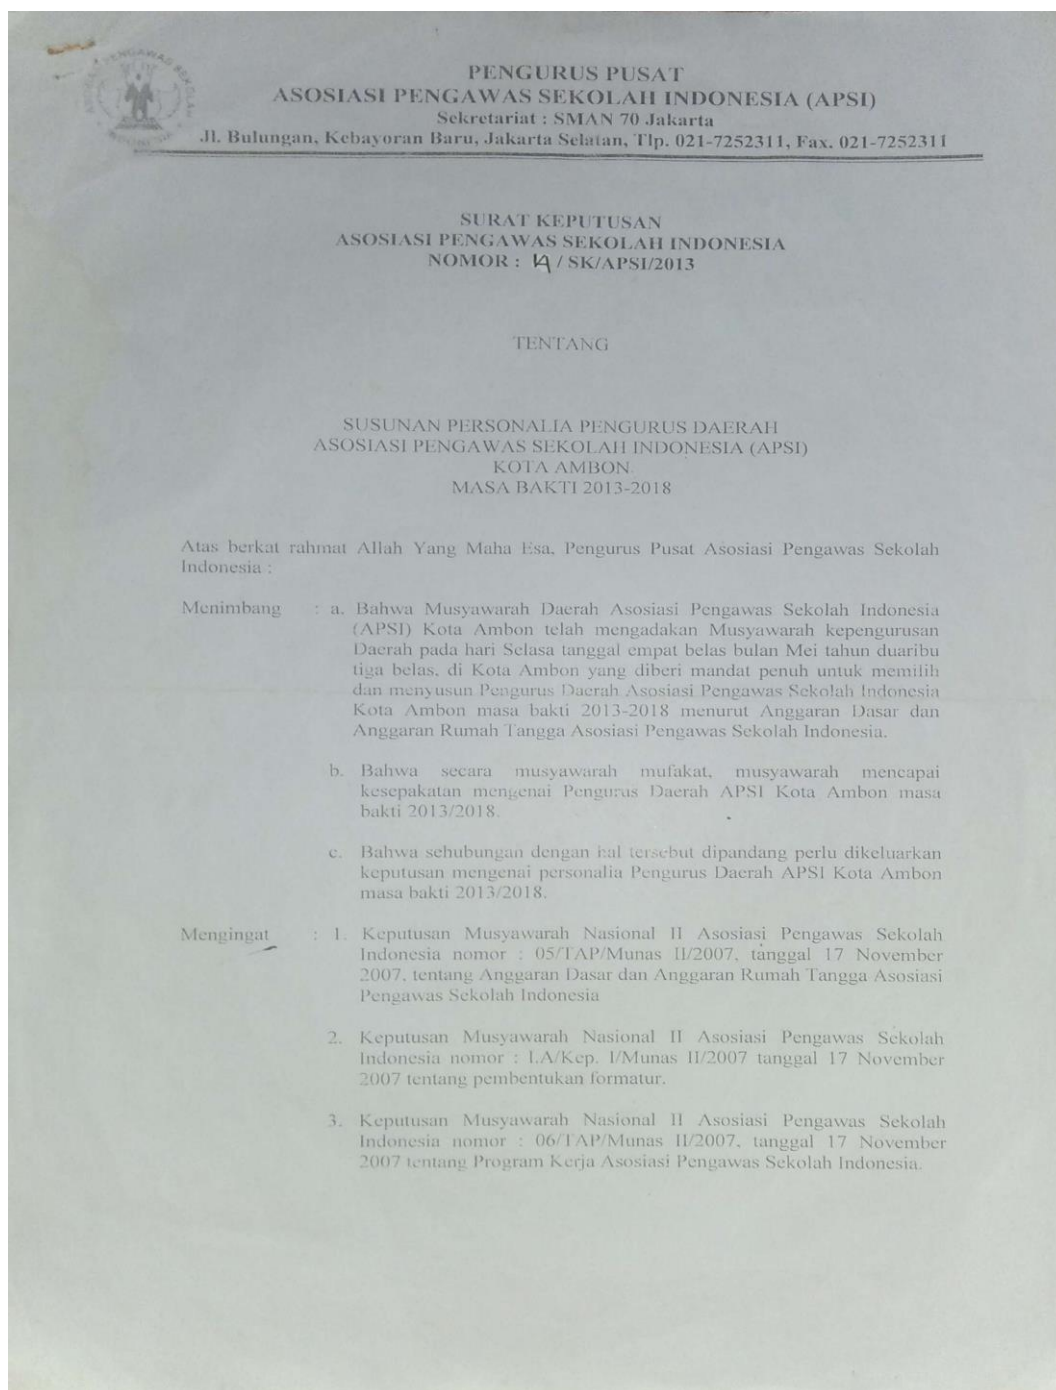 PENGURUS PUSAT
ASOSIASI PENGAWAS SEKOLAH INDONESIA (APSI)
Sekretariat : SMAN 70 Jakarta
Jl. Bulungan, Kebayoran Baru, Jakarta Selatan, Tlp. 021-7252311, Fax. 021-7252311
SURAT KEPUTUSAN
ASOSIASI PENGAWAS SEKOLAH INDONESIA
NOMOR : / SK/APSI/2013
TENTANG
SUSUNAN PERSONALIA PENGURUS DAERAH
ASOSIASI PENGAWAS SEKOLAH INDONESIA (APSI)
KOTA AMBON
MASA BAKTI 2013-2018
Atas berkat rahmat Allah Yang Maha Esa, Pengurus Pusat Asosiasi Pengawas Sekolah
Indonesia :
Menimbang : a. Bahwa Musyawarah Daerah Asosiasi Pengawas Sekolah Indonesia
(APSI) Kota Ambon telah mengadakan Musyawarah kepengurusan
Daerah pada hari Selasa tanggal empat belas bulan Mei tahun duaribu
tiga belas, di Kota Ambon yang diberi mandat penuh untuk memilih
dan menyusun Pengurus Daerah Asosiasi Pengawas Sekolah Indonesia
Kota Ambon masa bakti 2013-2018 menurut Anggaran Dasar dan
Anggaran Rumah Tangga Asosiasi Pengawas Sekolah Indonesia.
b. Bahwa secara musyawarah mufakat, musyawarah mencapai
kesepakatan mengenai Pengurus Daerah APSI Kota Ambon masa
bakti 2013/2018.
c. Bahwa sehubungan dengan hal tersebut dipandang perlu dikeluarkan
keputusan mengenai personalia Pengurus Daerah APSI Kota Ambon
masa bakti 2013/2018.
Mengingat : 1. Keputusan Musyawarah Nasional II Asosiasi Pengawas Sekolah
Indonesia nomor : 05/TAP/Munas II/2007, tanggal 17 November
2007, tentang Anggaran Dasar dan Anggaran Rumah Tangga Asosiasi
Pengawas Sekolah Indonesia
2. Keputusan Musyawarah Nasional II Asosiasi Pengawas Sekolah
Indonesia nomor : I.A/Kep. I/Munas II/2007 tanggal 17 November
2007 tentang pembentukan formatur.
3. Keputusan Musyawarah Nasional II Asosiasi Pengawas Sekolah
Indonesia nomor : 06/TAP/Munas II/2007, tanggal 17 November
2007 tentang Program Kerja Asosiasi Pengawas Sekolah Indonesia.